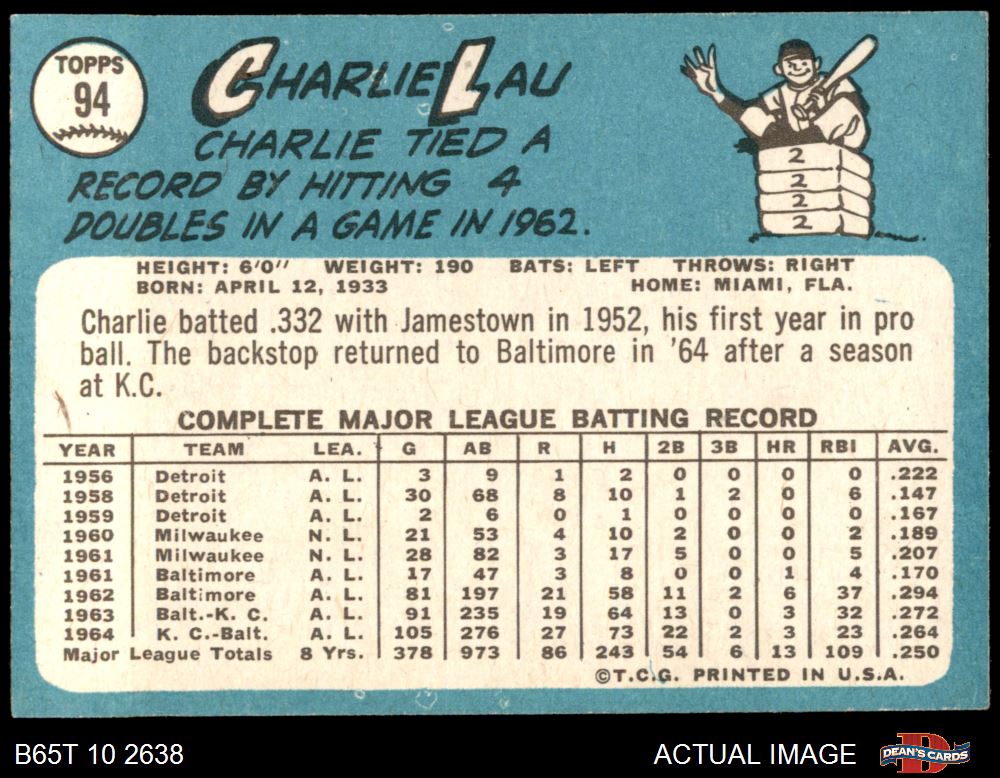 TOPPS
94
CHARLIE LAU
CHARLIE TIED A
RECORD BY HITTING 4
DOUBLES IN A GAME IN 1962.
2
2
2
2
HEIGHT: 6'0" WEIGHT: 190 BATS: LEFT THROWS: RIGHT
BORN: APRIL 12, 1933 HOME: MIAMI, FLA.
Charlie batted .332 with Jamestown in 1952, his first year in pro
ball. The backstop returned to Baltimore in '64 after a season
at K.C.
COMPLETE MAJOR LEAGUE BATTING RECORD
YEAR TEAM LEA. G AB R H 2B 3B HR RBI AVG.
1956 Detroit A. L. 3 9 1 2 0 0 0 0 .222
1958 Detroit A. L. 30 68 8 10 1 2 0 6 .147
1959 Detroit A. L. 2 6 0 1 0 0 0 0 .167
1960 Milwaukee N. L. 21 53 4 10 2 0 0 2 .189
1961 Milwaukee N. L. 28 82 3 17 5 0 0 5 .207
1961 Baltimore A. L. 17 47 3 8 0 0 1 4 .170
1962 Baltimore A. L. 81 197 21 58 11 2 6 37 .294
1963 Balt.-K. C. A. L. 91 235 19 64 13 0 3 32 .272
1964 K. C.-Balt. A. L. 105 276 27 73 22 2 3 23 .264
Major League Totals 8 Yrs. 378 973 86 243 54 6 13 109 .250
©T.C.G. PRINTED IN U.S.A.
B65T 10 2638 ACTUAL IMAGE DEAN'S CARDS